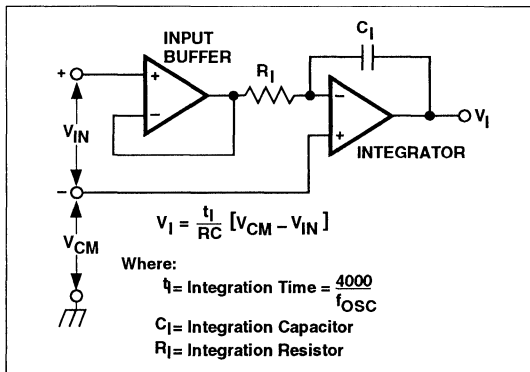 INPUT
BUFFER
C_I
R_I
+
+
−
−
+
V_I
INTEGRATOR
V_IN
−
V_CM
V_I = t_I/RC [V_CM – V_IN]
Where:
t_I = Integration Time = 4000/f_OSC
C_I = Integration Capacitor
R_I = Integration Resistor